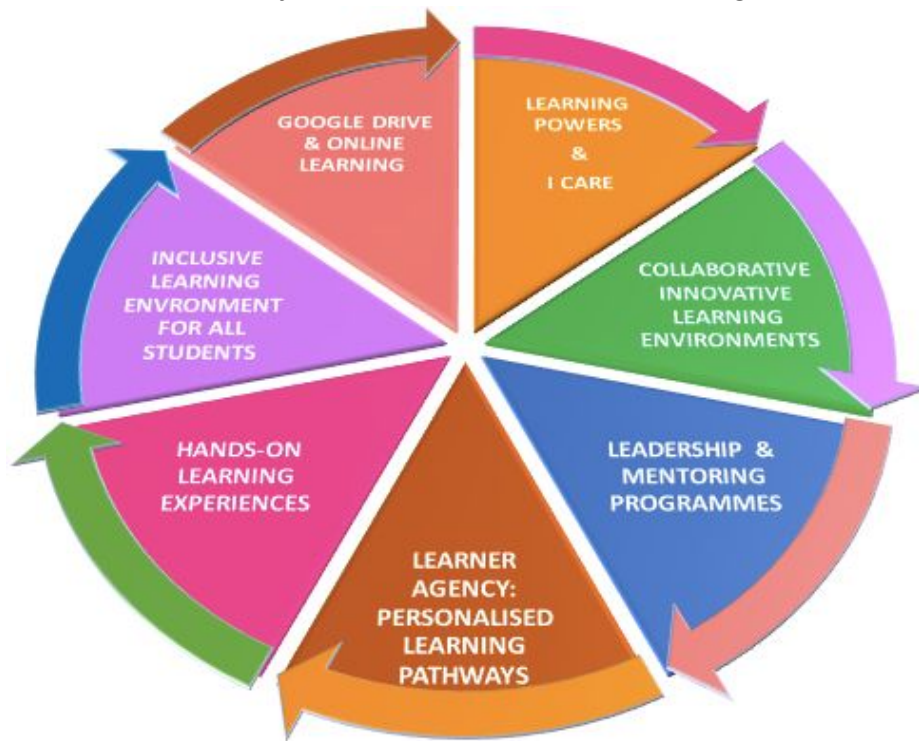 LEARNING
POWERS
&
I CARE
COLLABORATIVE
INNOVATIVE
LEARNING
ENVIRONMENTS
LEADERSHIP &
MENTORING
PROGRAMMES
LEARNER
AGENCY:
PERSONALISED
LEARNING
PATHWAYS
HANDS-ON
LEARNING
EXPERIENCES
INCLUSIVE
LEARNING
ENVRONMENT
FOR ALL
STUDENTS
GOOGLE DRIVE
& ONLINE
LEARNING